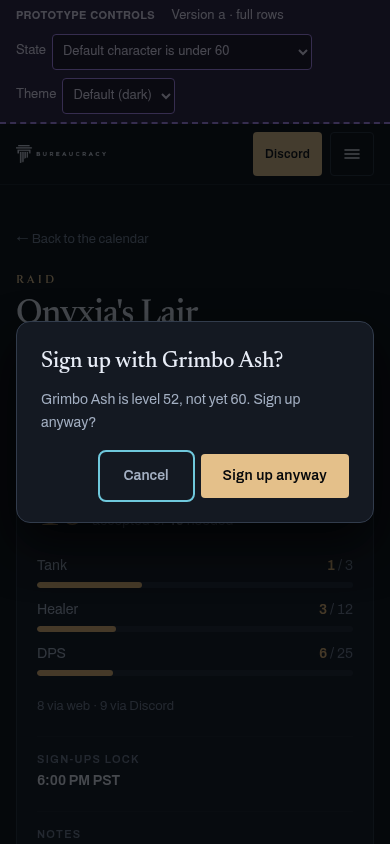 PROTOTYPE CONTROLS Version a · full rows
State Default character is under 60
Theme Default (dark)
BUREAUCRACY Discord
← Back to the calendar
RAID
Onyxia's Lair
Sign up with Grimbo Ash?
Grimbo Ash is level 52, not yet 60. Sign up
anyway?
Cancel Sign up anyway
Tank 1 / 3
Healer 3 / 12
DPS 6 / 25
8 via web · 9 via Discord
SIGN-UPS LOCK
6:00 PM PST
NOTES